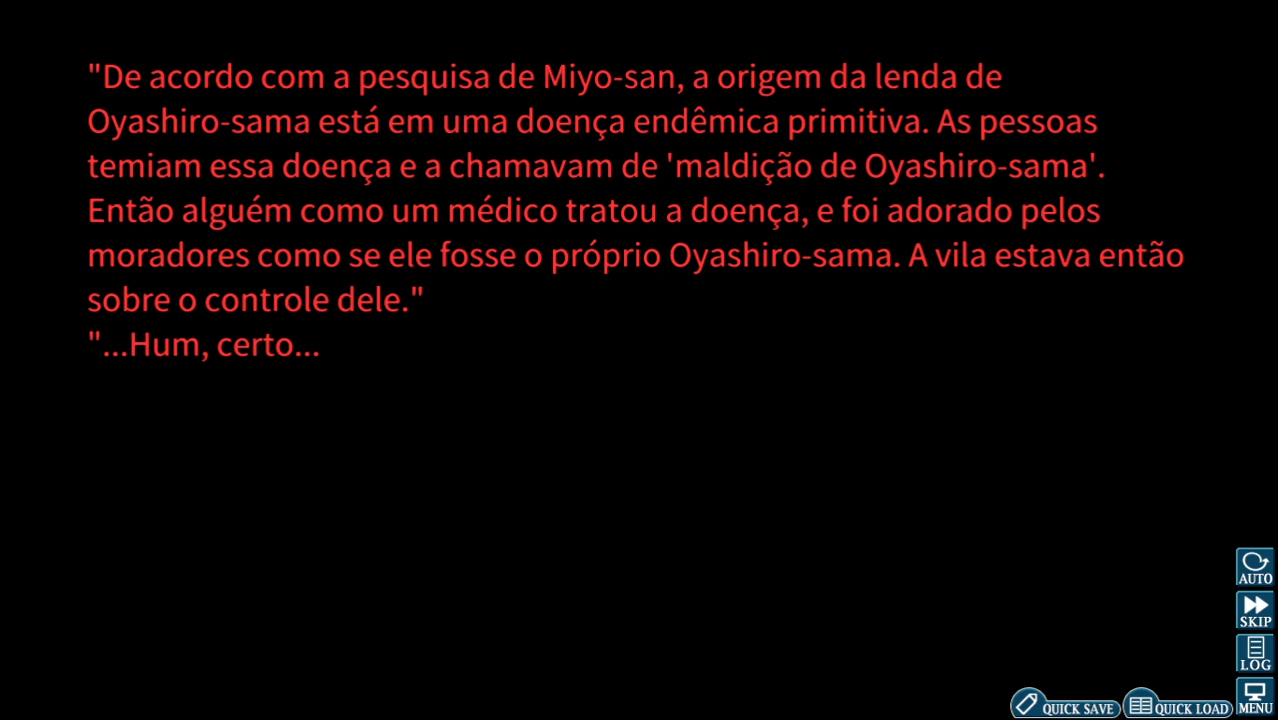 "De acordo com a pesquisa de Miyo-san, a origem da lenda de
Oyashiro-sama está em uma doença endêmica primitiva. As pessoas
temiam essa doença e a chamavam de 'maldição de Oyashiro-sama'.
Então alguém como um médico tratou a doença, e foi adorado pelos
moradores como se ele fosse o próprio Oyashiro-sama. A vila estava então
sobre o controle dele."
"...Hum, certo...
AUTO
SKIP
LOG
QUICK SAVE
QUICK LOAD
MENU